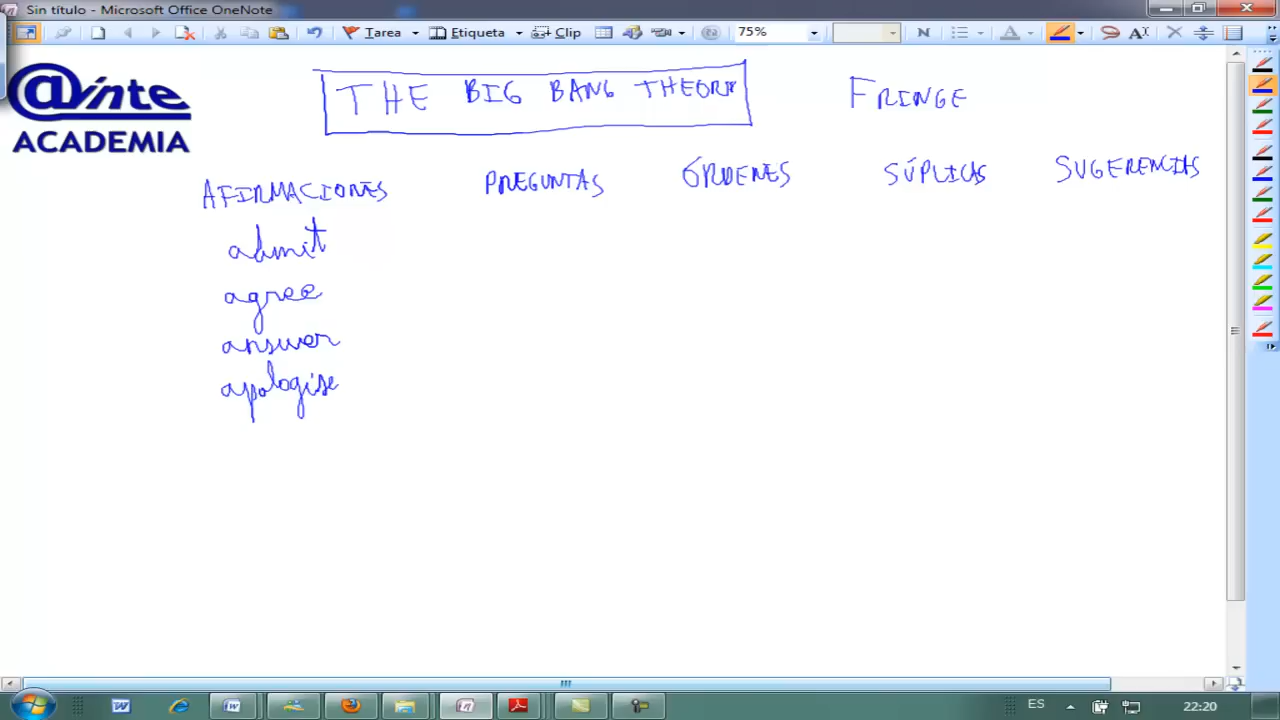 Sin título - Microsoft Office OneNote
Tarea Etiqueta Clip 75% N A A
@inte
ACADEMIA
THE BIG BANG THEORY FRINGE
AFIRMACIONES PREGUNTAS ÓRDENES SÚPLICAS SUGERENCIAS
admit
agree
answer
apologise
ES 22:20